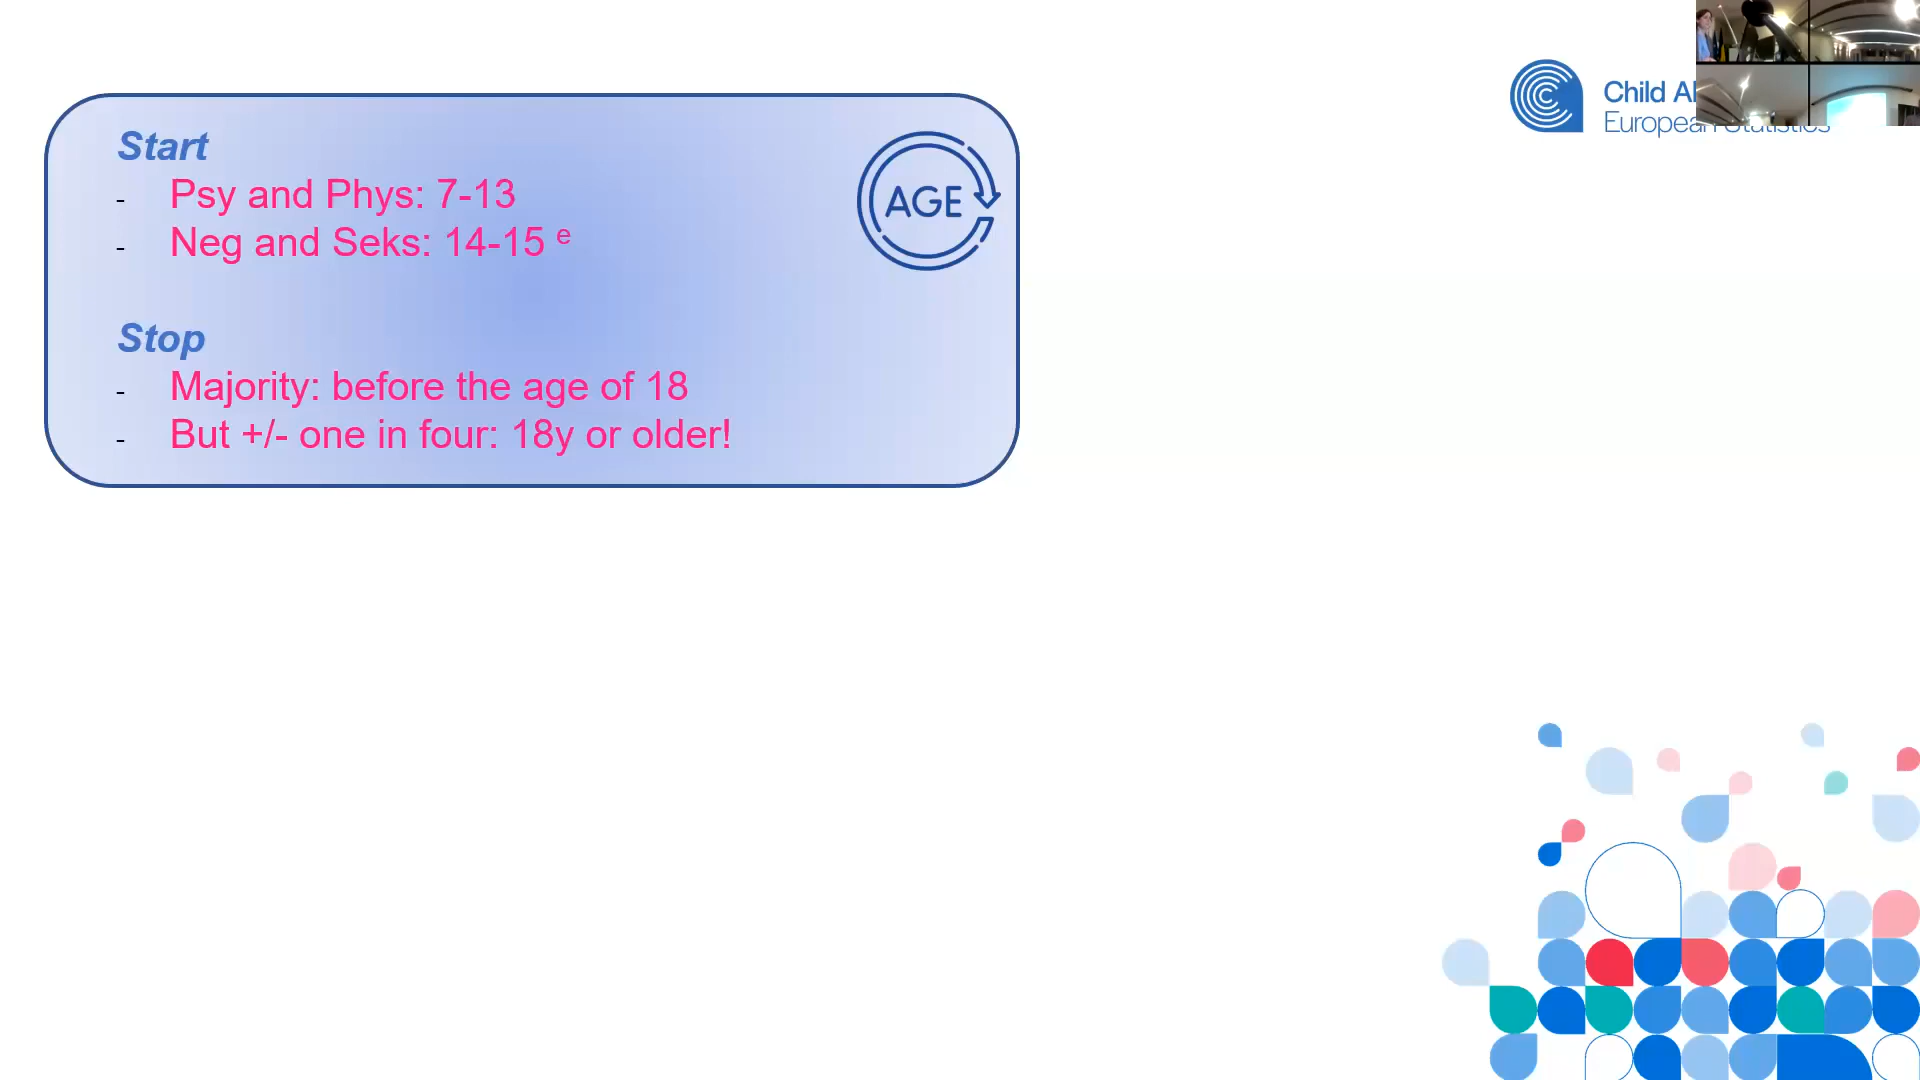 Start
- Psy and Phys: 7-13
- Neg and Seks: 14-15 e
AGE
Stop
- Majority: before the age of 18
- But +/- one in four: 18y or older!
Child
European Statistics